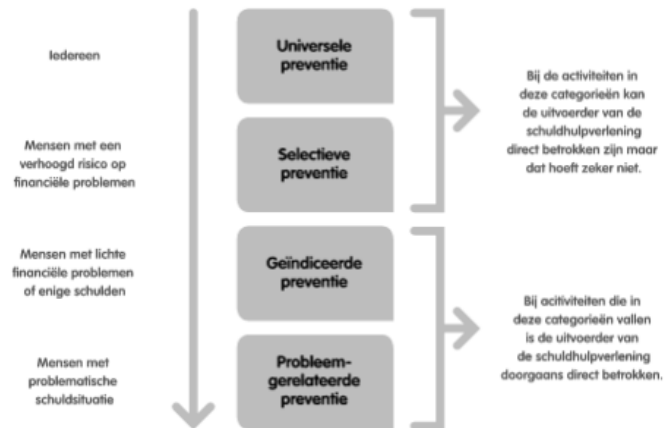 Iedereen
Universele
preventie
Mensen met een
verhoogd risico op
financiële problemen
Selectieve
preventie
Bij de activiteiten in
deze categorieën kan
de uitvoerder van de
schuldhulpverlening
direct betrokken zijn maar
dat hoeft zeker niet.
Mensen met lichte
financiële problemen
of enige schulden
Geïndiceerde
preventie
Mensen met
problematische
schuldsituatie
Probleem-
gerelateerde
preventie
Bij acitiviteiten die in
deze categorieën vallen
is de uitvoerder van
de schuldhulpverlening
doorgaans direct betrokken.